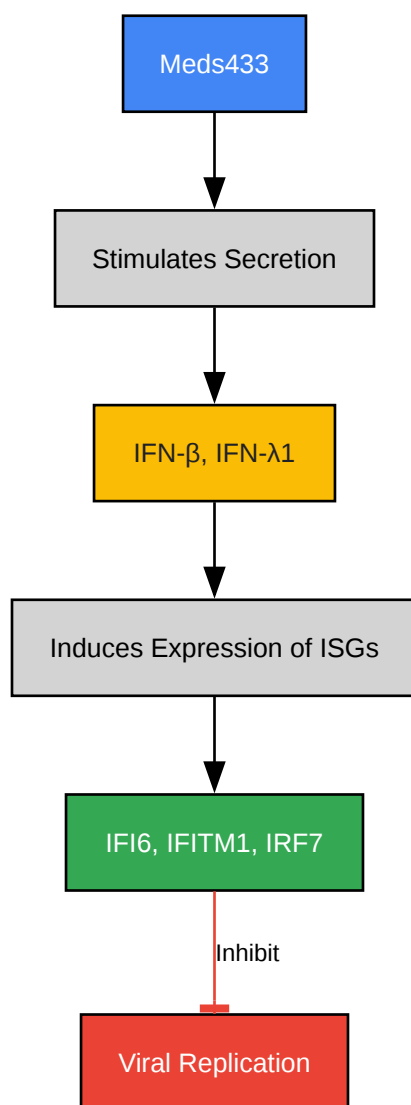 Meds433
Stimulates Secretion
IFN-β, IFN-λ1
Induces Expression of ISGs
IFI6, IFITM1, IRF7
Inhibit
Viral Replication